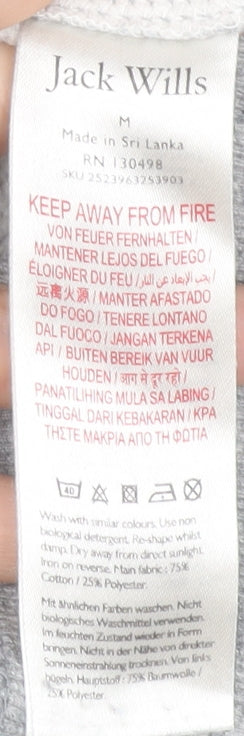 Jack Wills
M
Made in Sri Lanka
RN 130498
SKU 2523963253903
KEEP AWAY FROM FIRE
VON FEUER FERNHALTEN /
MANTENER LEJOS DEL FUEGO /
ÉLOIGNER DU FEU / يجب الإبعاد عن النار /
远离火源 / MANTER AFASTADO
DO FOGO / TENERE LONTANO
DAL FUOCO / JANGAN TERKENA
API / BUITEN BEREIK VAN VUUR
HOUDEN / आग से दूर रहो /
PANATILIHING MULA SA LABING /
TINGGAL DARI KEBAKARAN / KPA
ΤΗΣΤΕ ΜΑΚΡΙΑ ΑΠΟ ΤΗ ΦΩΤΙΑ
40
Wash with similar colours. Use non
biological detergent. Re-shape whilst
damp. Dry away from direct sunlight.
Iron on reverse. Main fabric : 75%
Cotton / 25% Polyester.
Mit ähnlichen Farben waschen. Nicht
biologisches Waschmittel verwenden.
Im feuchten Zustand wieder in Form
bringen. Nicht in der Nähe von direkter
Sonneneinstrahlung trocknen. Von links
bügeln. Hauptstoff : 75% Baumwolle /
25% Polyester.